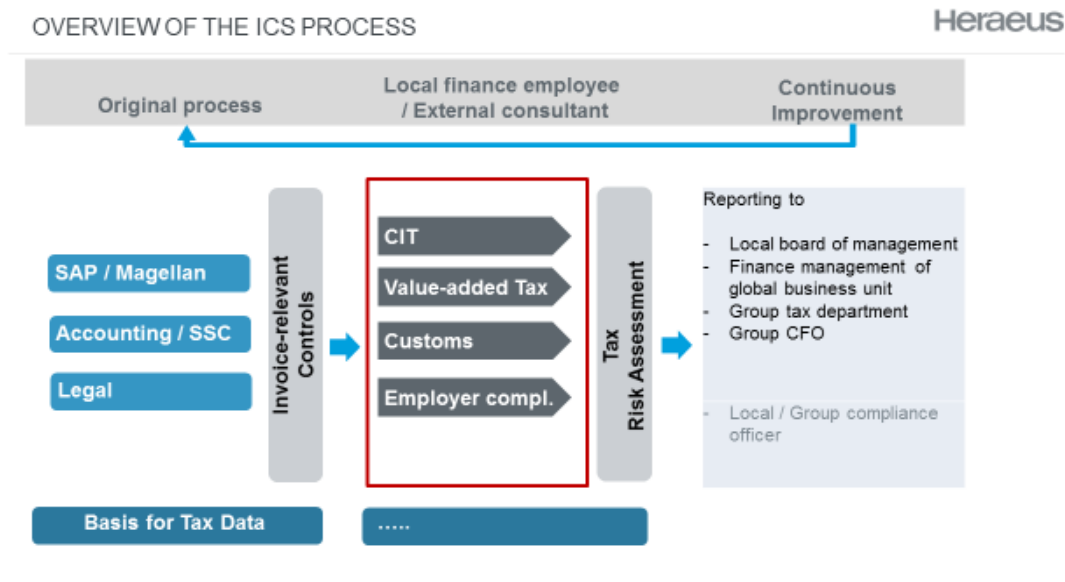 OVERVIEW OF THE ICS PROCESS
Heraeus
Original process
Local finance employee
/ External consultant
Continuous
Improvement
SAP / Magellan
Accounting / SSC
Legal
Invoice-relevant
Controls
CIT
Value-added Tax
Customs
Employer compl.
Tax
Risk Assessment
Reporting to
- Local board of management
- Finance management of
global business unit
- Group tax department
- Group CFO
- Local / Group compliance
officer
Basis for Tax Data
.....